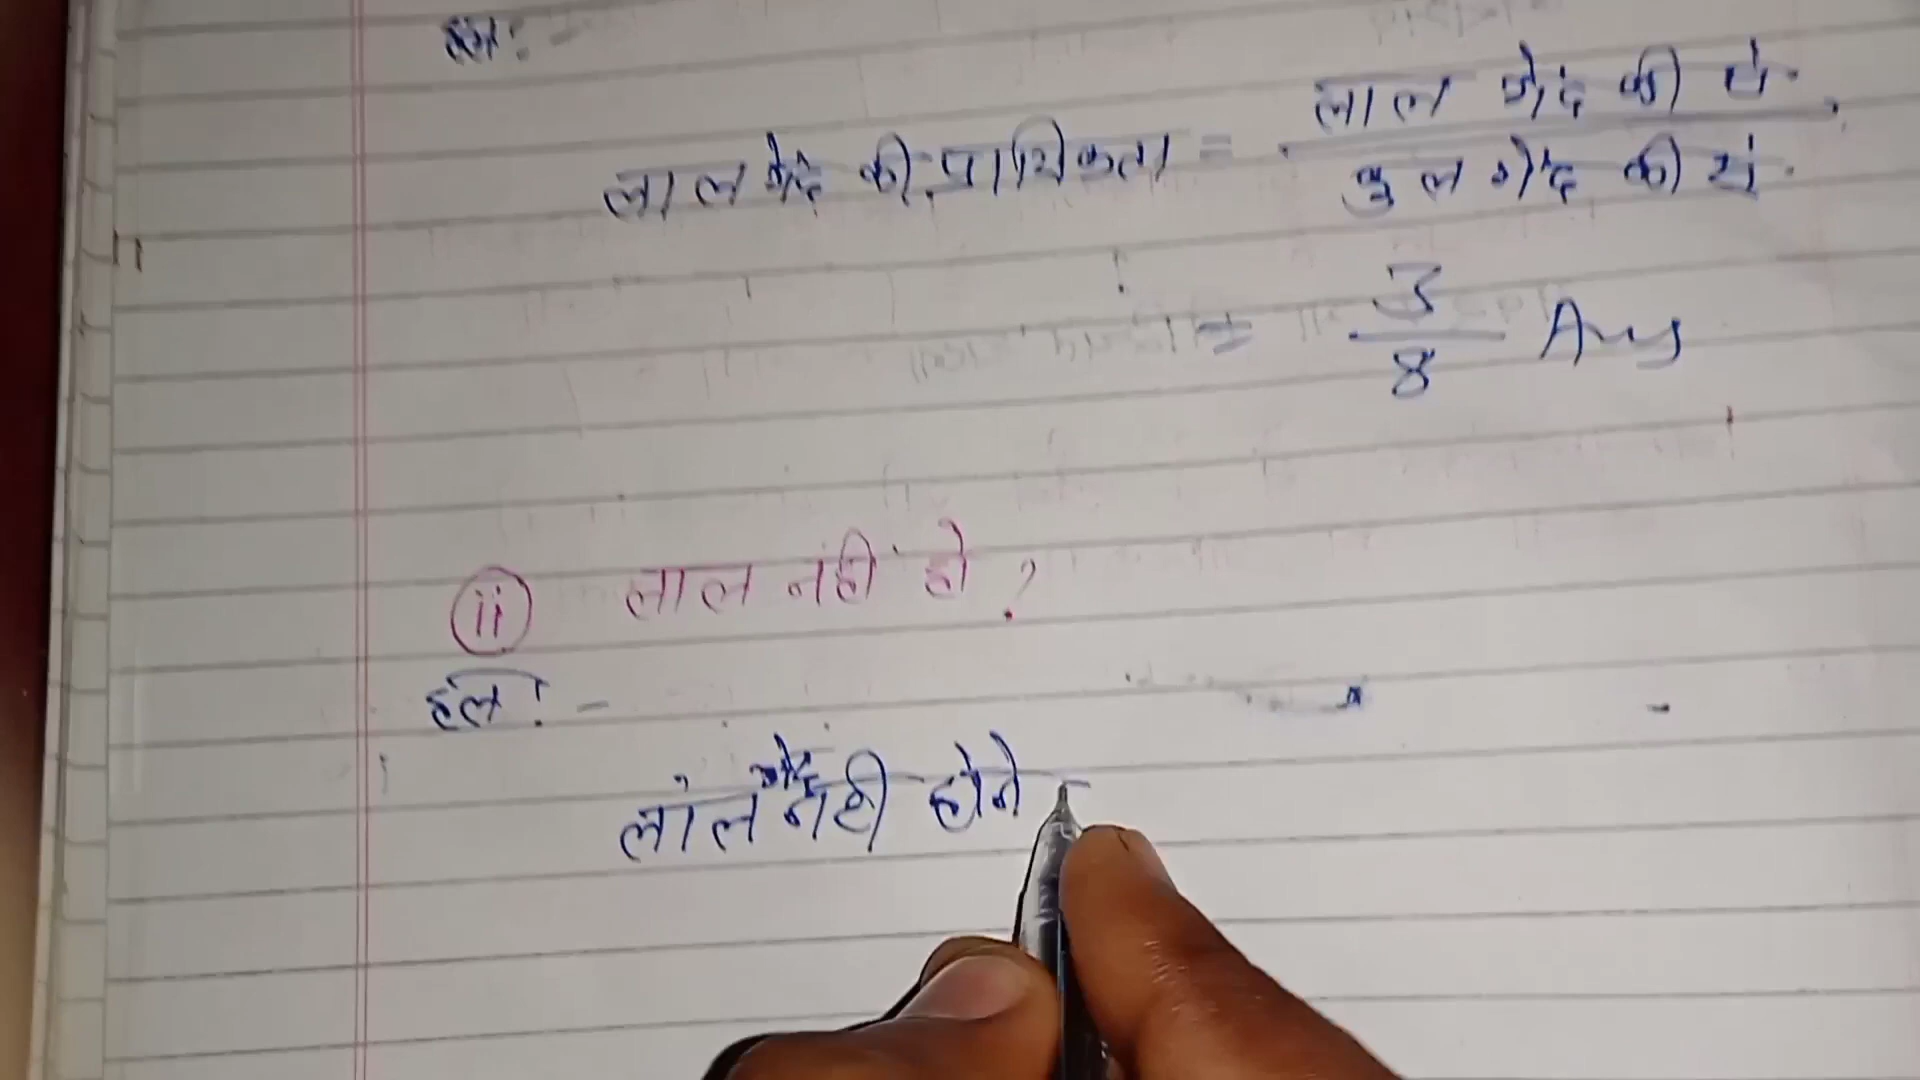 हल:-
लाल गेंद की प्रायिकता = लाल गेंद की सं.
कुल गेंद की सं.
= 3
8 Ans
(ii) लाल नहीं हो ?
हल:-
लाल गेंद नही होने